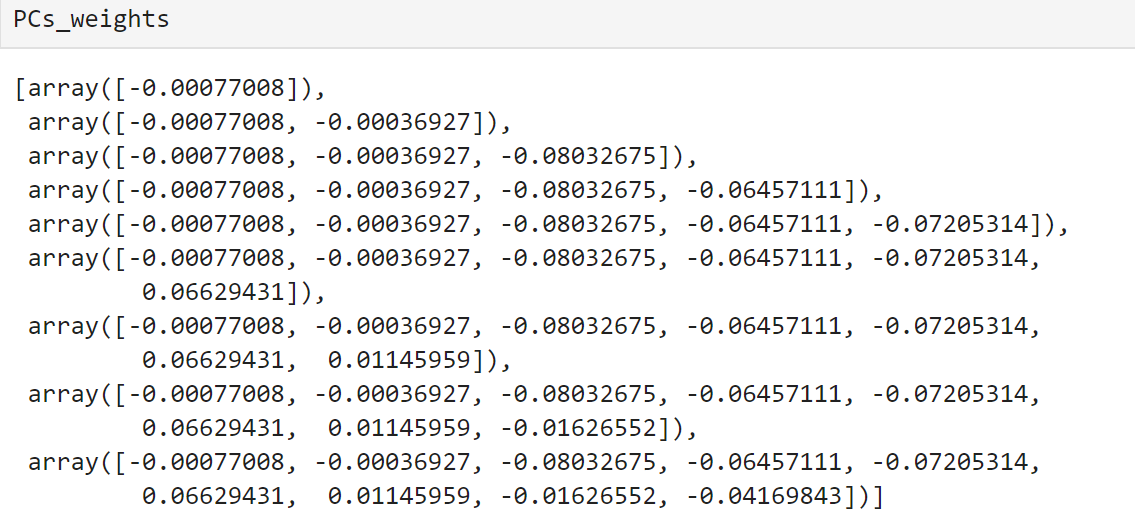 PCs_weights
[array([-0.00077008]),
 array([-0.00077008, -0.00036927]),
 array([-0.00077008, -0.00036927, -0.08032675]),
 array([-0.00077008, -0.00036927, -0.08032675, -0.06457111]),
 array([-0.00077008, -0.00036927, -0.08032675, -0.06457111, -0.07205314]),
 array([-0.00077008, -0.00036927, -0.08032675, -0.06457111, -0.07205314,
         0.06629431]),
 array([-0.00077008, -0.00036927, -0.08032675, -0.06457111, -0.07205314,
         0.06629431,  0.01145959]),
 array([-0.00077008, -0.00036927, -0.08032675, -0.06457111, -0.07205314,
         0.06629431,  0.01145959, -0.01626552]),
 array([-0.00077008, -0.00036927, -0.08032675, -0.06457111, -0.07205314,
         0.06629431,  0.01145959, -0.01626552, -0.04169843])]